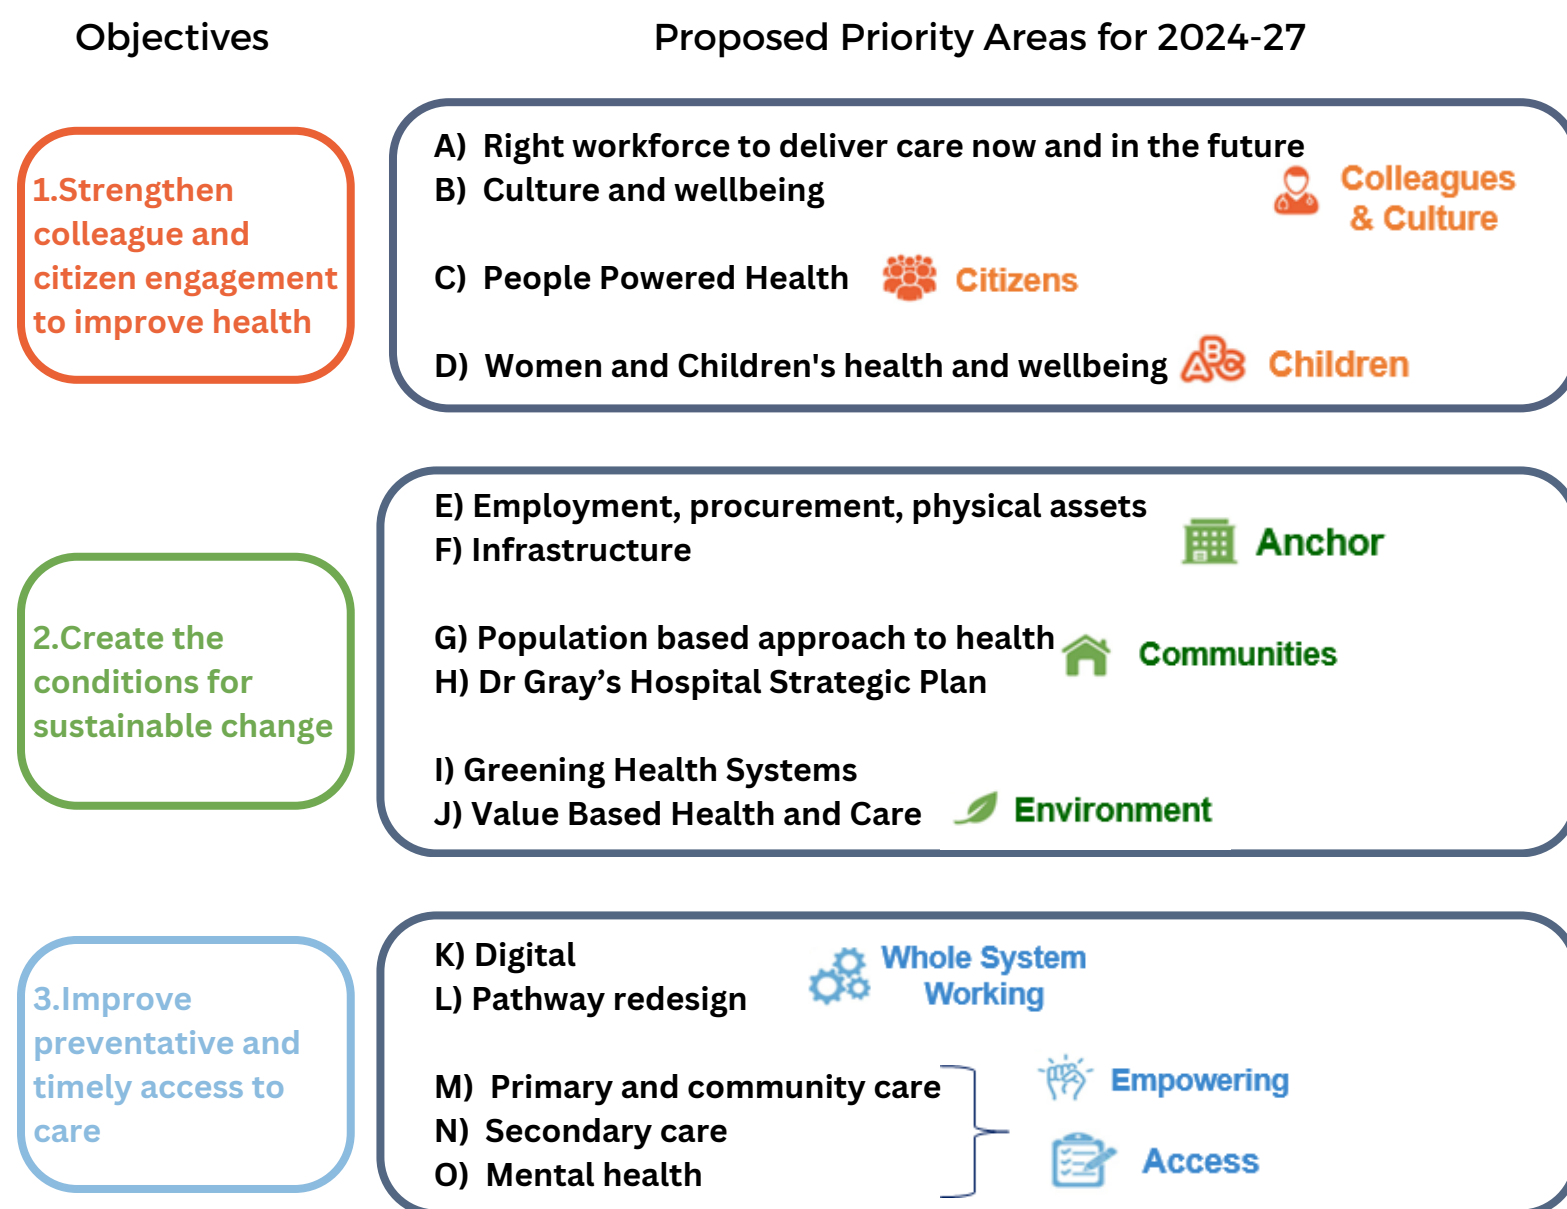 Objectives
Proposed Priority Areas for 2024-27
1.Strengthen
colleague and
citizen engagement
to improve health
A) Right workforce to deliver care now and in the future
B) Culture and wellbeing
Colleagues
& Culture
C) People Powered Health
Citizens
D) Women and Children's health and wellbeing
ABC
Children
2.Create the
conditions for
sustainable change
E) Employment, procurement, physical assets
F) Infrastructure
Anchor
G) Population based approach to health
H) Dr Gray’s Hospital Strategic Plan
Communities
I) Greening Health Systems
J) Value Based Health and Care
Environment
3.Improve
preventative and
timely access to
care
K) Digital
L) Pathway redesign
Whole System
Working
M) Primary and community care
N) Secondary care
O) Mental health
Empowering
Access